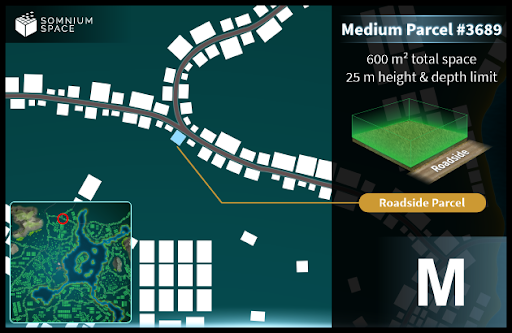 SOMNIUM
SPACE
Medium Parcel #3689
600 m² total space
25 m height & depth limit
Roadside
Roadside Parcel
M